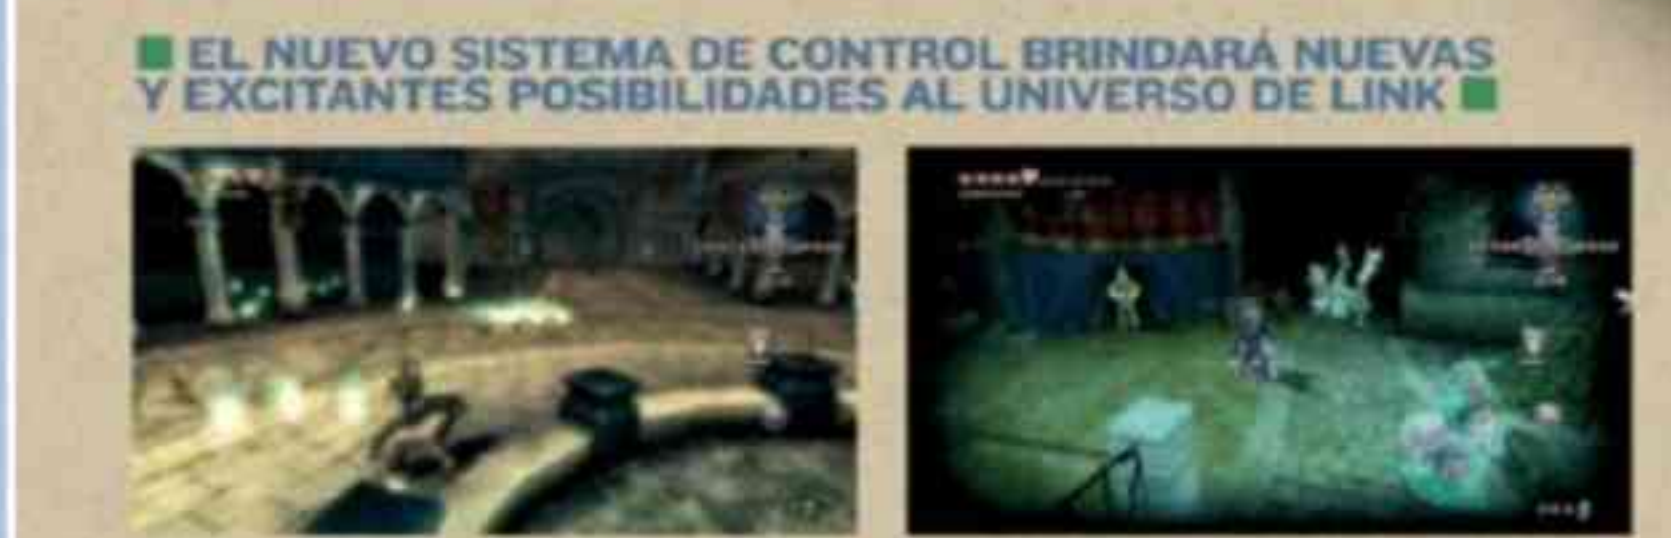 EL NUEVO SISTEMA DE CONTROL BRINDARÁ NUEVAS
Y EXCITANTES POSIBILIDADES AL UNIVERSO DE LINK